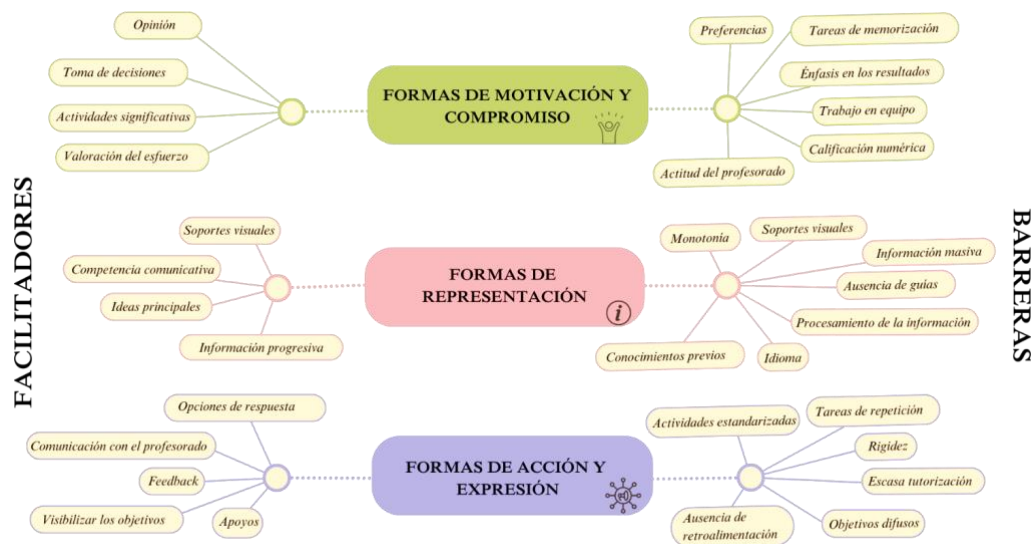 Opinión
Toma de decisiones
Actividades significativas
Valoración del esfuerzo
FORMAS DE MOTIVACIÓN Y
COMPROMISO
Preferencias
Tareas de memorización
Énfasis en los resultados
Trabajo en equipo
Calificación numérica
Actitud del profesorado
FACILITADORES
Soportes visuales
Competencia comunicativa
Ideas principales
Información progresiva
FORMAS DE
REPRESENTACIÓN
i
Monotonía
Soportes visuales
Información masiva
Ausencia de guías
Procesamiento de la información
Idioma
Conocimientos previos
BARRERAS
Opciones de respuesta
Comunicación con el profesorado
Feedback
Visibilizar los objetivos
Apoyos
FORMAS DE ACCIÓN Y
EXPRESIÓN
Actividades estandarizadas
Tareas de repetición
Rigidez
Escasa tutorización
Objetivos difusos
Ausencia de
retroalimentación